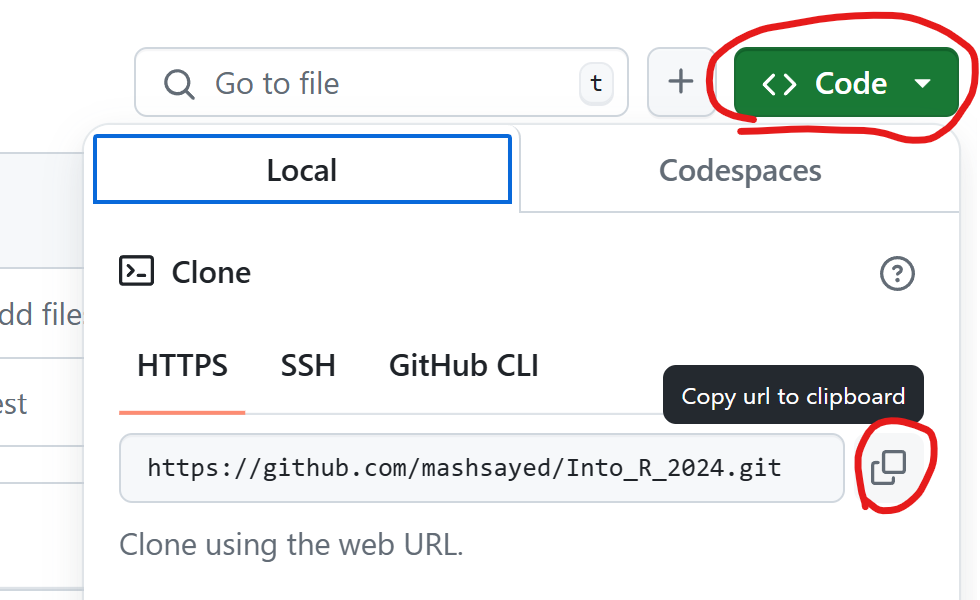 Go to file
t
+
<> Code
Local
Codespaces
Clone
dd file
HTTPS
SSH
GitHub CLI
est
Copy url to clipboard
https://github.com/mashsayed/Into_R_2024.git
Clone using the web URL.